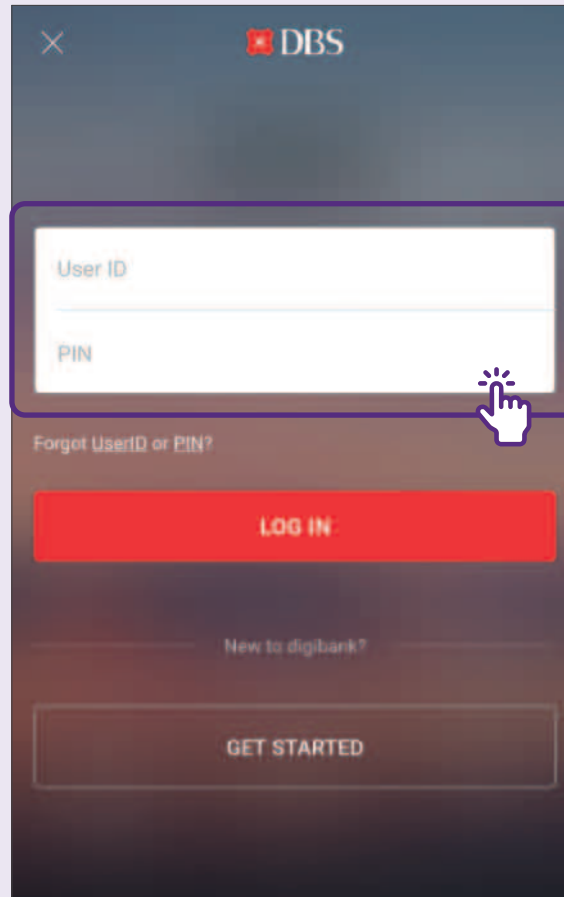 DBS
User ID
PIN
Forgot UserID or PIN?
LOG IN
New to digibank?
GET STARTED